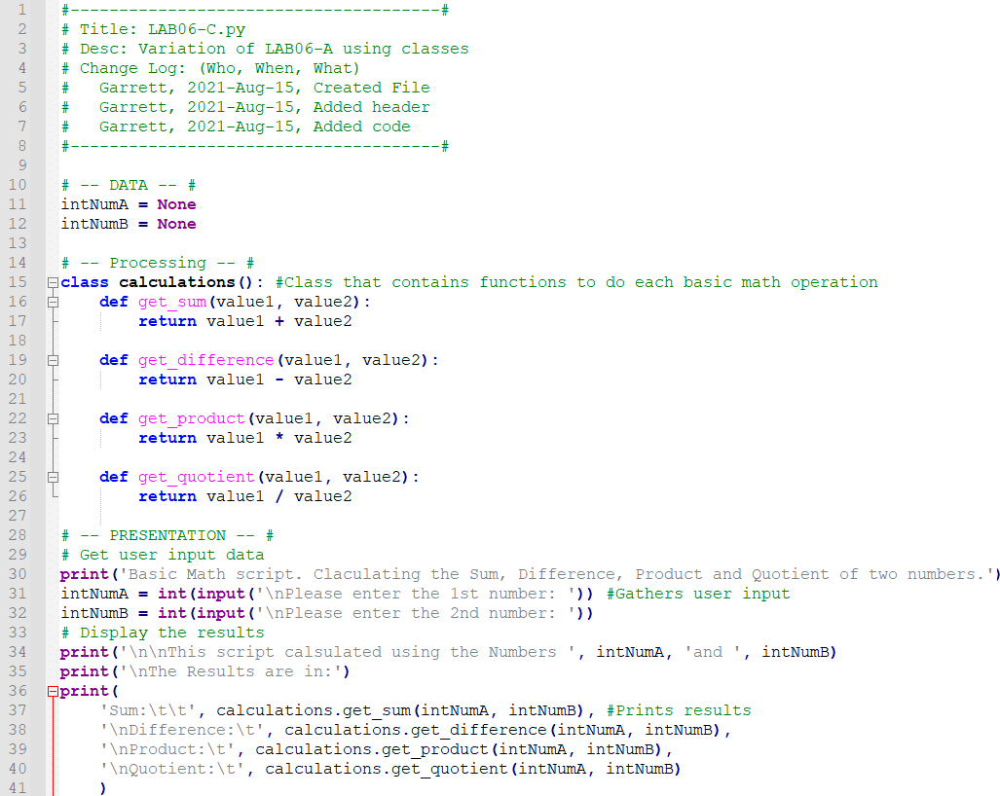 1 #--------------------------------------#
2 # Title: LAB06-C.py
3 # Desc: Variation of LAB06-A using classes
4 # Change Log: (Who, When, What)
5 #   Garrett, 2021-Aug-15, Created File
6 #   Garrett, 2021-Aug-15, Added header
7 #   Garrett, 2021-Aug-15, Added code
8 #--------------------------------------#
9
10 # -- DATA -- #
11 intNumA = None
12 intNumB = None
13
14 # -- Processing -- #
15 class calculations(): #Class that contains functions to do each basic math operation
16     def get_sum(value1, value2):
17         return value1 + value2
18
19     def get_difference(value1, value2):
20         return value1 - value2
21
22     def get_product(value1, value2):
23         return value1 * value2
24
25     def get_quotient(value1, value2):
26         return value1 / value2
27
28 # -- PRESENTATION -- #
29 # Get user input data
30 print('Basic Math script. Claculating the Sum, Difference, Product and Quotient of two numbers.')
31 intNumA = int(input('\nPlease enter the 1st number: ')) #Gathers user input
32 intNumB = int(input('\nPlease enter the 2nd number: '))
33 # Display the results
34 print('\n\nThis script calsulated using the Numbers ', intNumA, 'and ', intNumB)
35 print('\nThe Results are in:')
36 print(
37     'Sum:\t\t', calculations.get_sum(intNumA, intNumB), #Prints results
38     '\nDifference:\t', calculations.get_difference(intNumA, intNumB),
39     '\nProduct:\t', calculations.get_product(intNumA, intNumB),
40     '\nQuotient:\t', calculations.get_quotient(intNumA, intNumB)
41     )